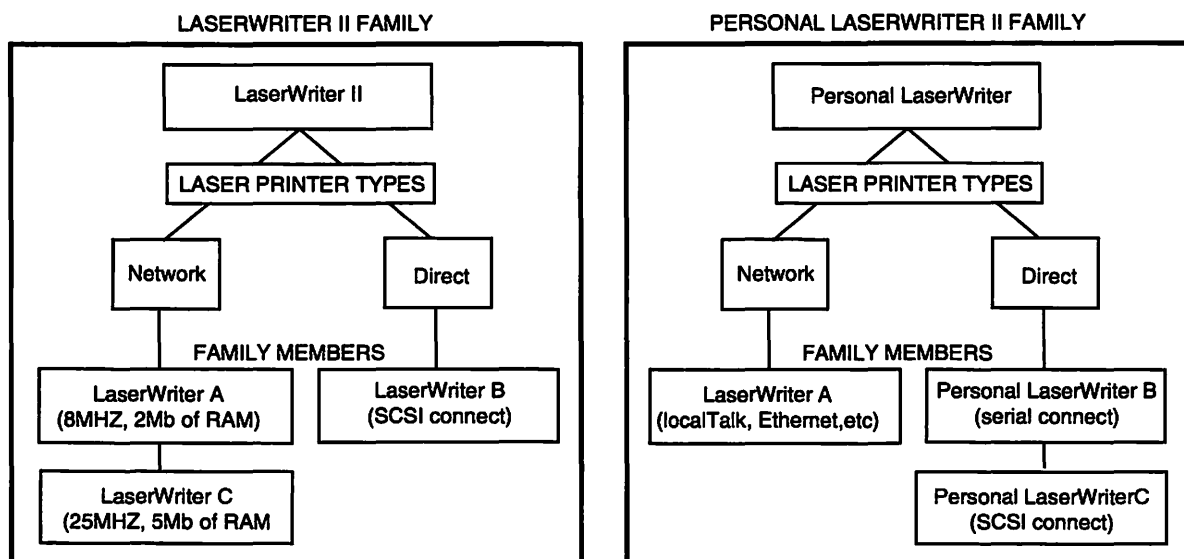 LASERWRITER II FAMILY
LaserWriter II
LASER PRINTER TYPES
Network
Direct
FAMILY MEMBERS
LaserWriter A
(8MHZ, 2Mb of RAM)
LaserWriter B
(SCSI connect)
LaserWriter C
(25MHZ, 5Mb of RAM
PERSONAL LASERWRITER II FAMILY
Personal LaserWriter
LASER PRINTER TYPES
Network
Direct
FAMILY MEMBERS
LaserWriter A
(localTalk, Ethernet,etc)
Personal LaserWriter B
(serial connect)
Personal LaserWriterC
(SCSI connect)